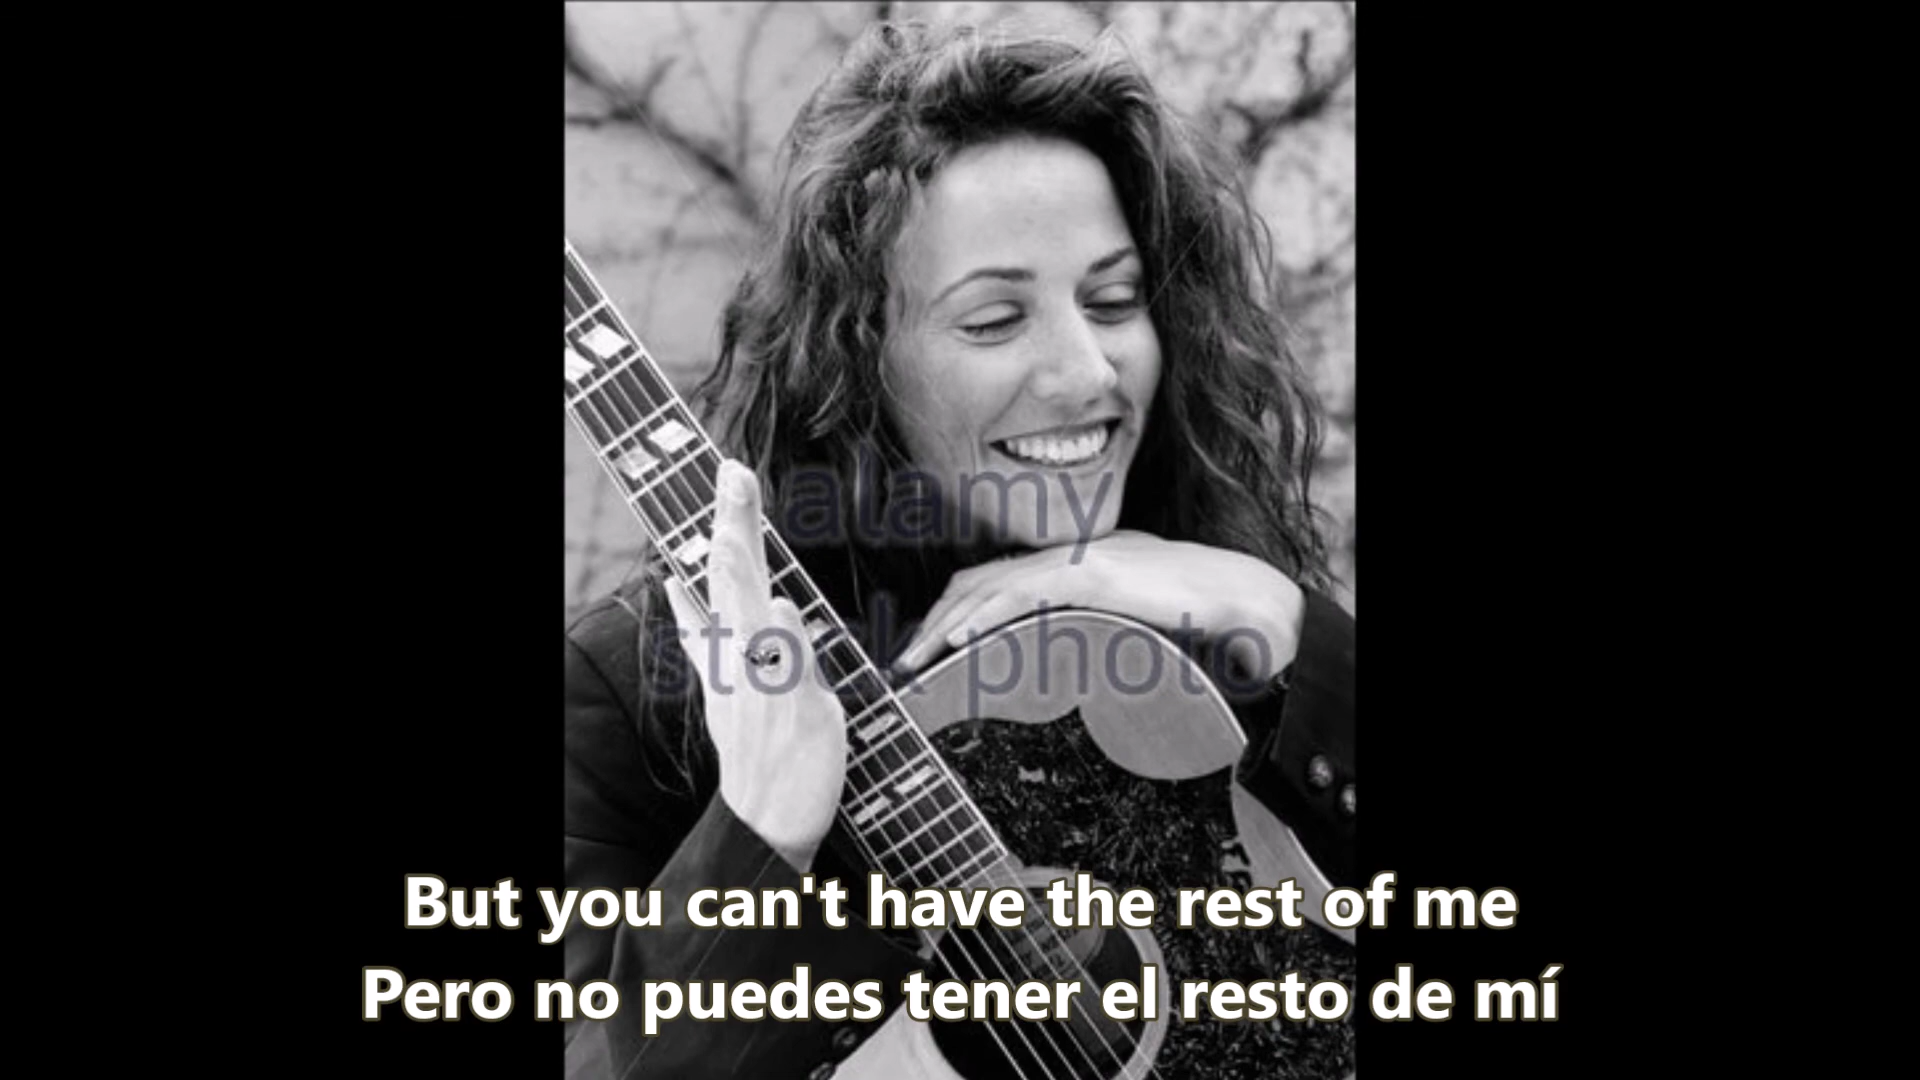 alamy
stock photo
But you can't have the rest of me
Pero no puedes tener el resto de mí